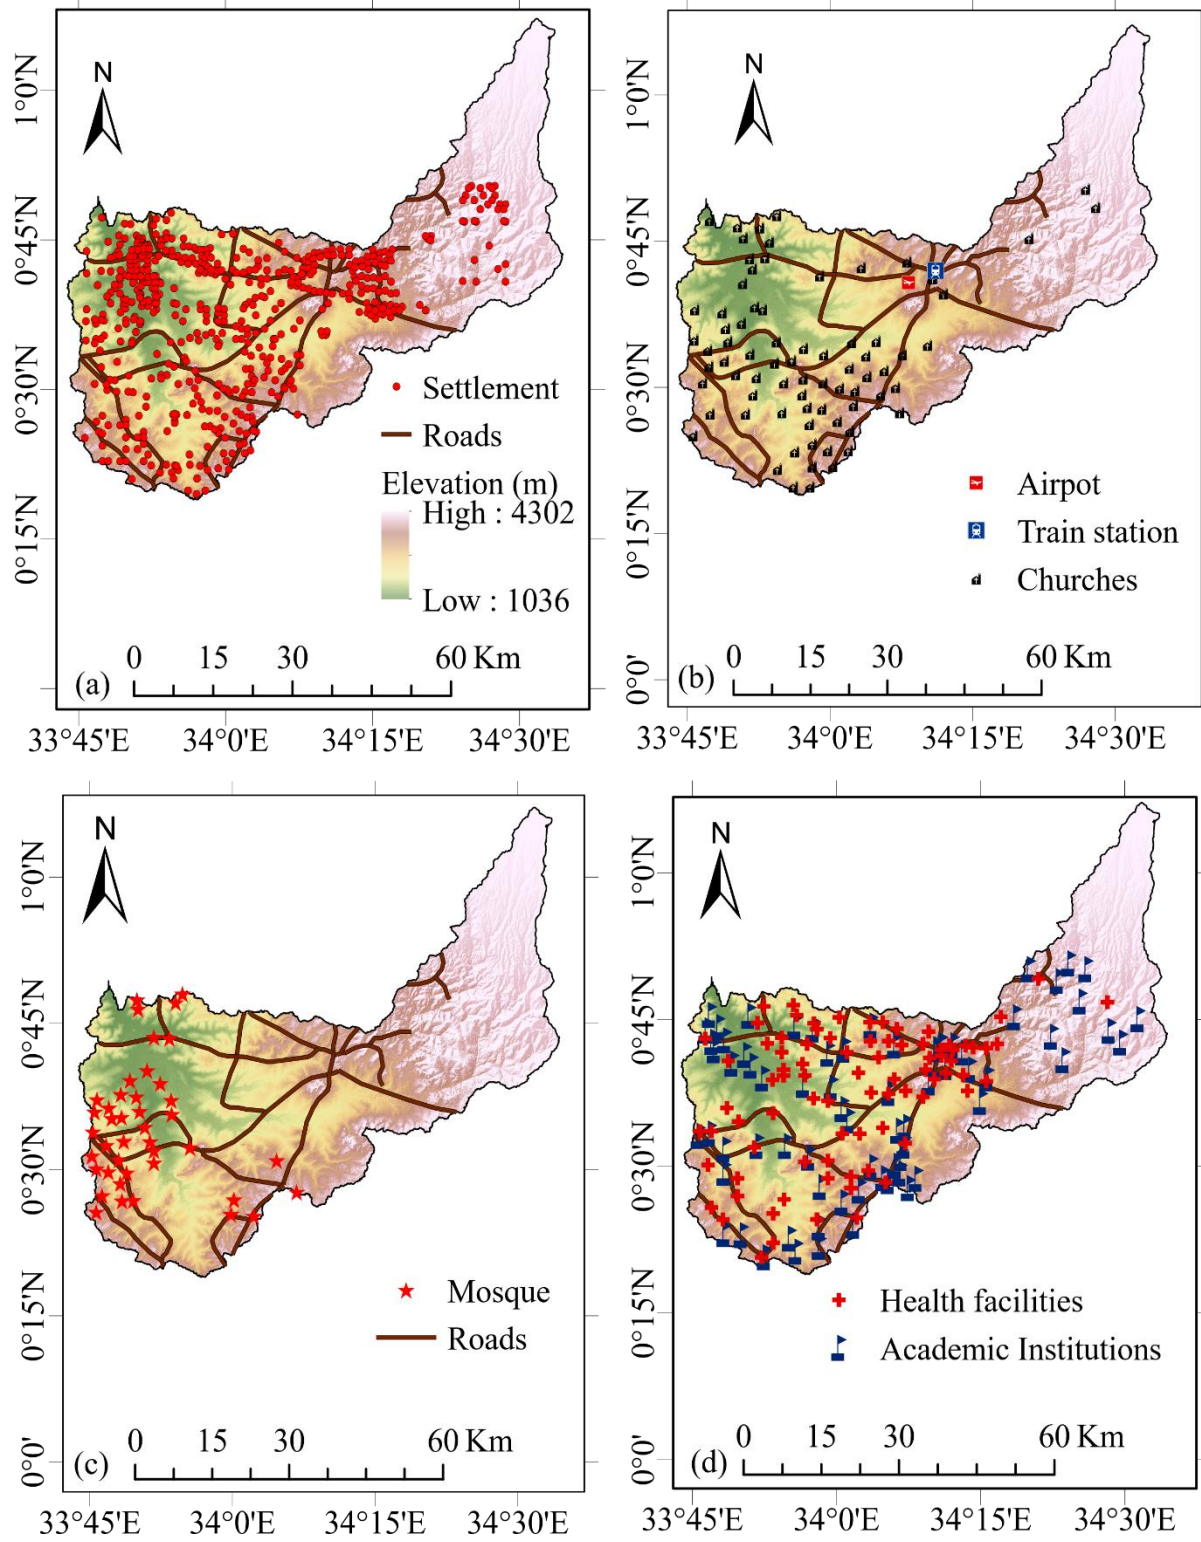 N
1°0'N
0°45'N
0°30'N
0°15'N
Settlement
Roads
Elevation (m)
High : 4302
Low : 1036
0 15 30 60 Km
(a)
33°45'E 34°0'E 34°15'E 34°30'E
N
1°0'N
0°45'N
0°30'N
0°15'N
0°0'
Airpot
Train station
Churches
0 15 30 60 Km
(b)
33°45'E 34°0'E 34°15'E 34°30'E
N
1°0'N
0°45'N
0°30'N
0°15'N
0°0'
Mosque
Roads
0 15 30 60 Km
(c)
33°45'E 34°0'E 34°15'E 34°30'E
N
1°0'N
0°45'N
0°30'N
0°15'N
0°0'
Health facilities
Academic Institutions
0 15 30 60 Km
(d)
33°45'E 34°0'E 34°15'E 34°30'E